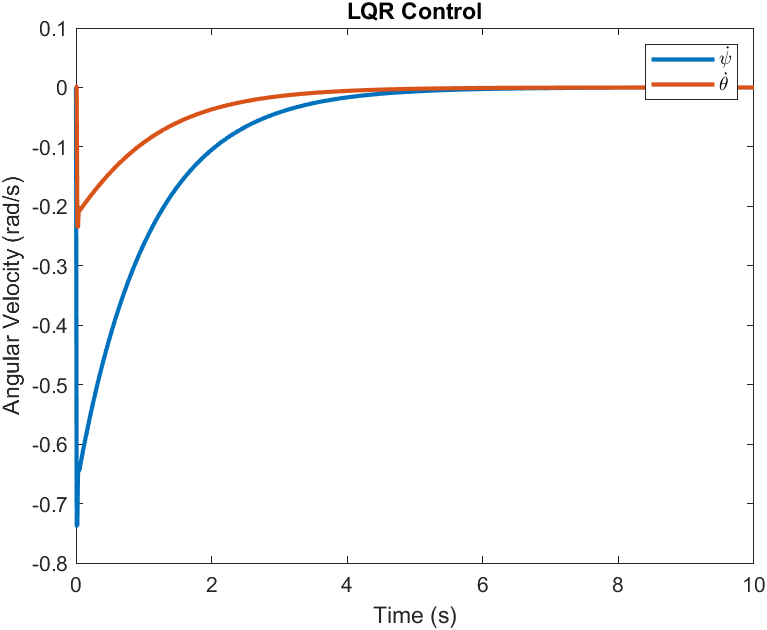 LQR Control
0.1
0
-0.1
-0.2
-0.3
-0.4
-0.5
-0.6
-0.7
-0.8
Angular Velocity (rad/s)
ψ̇
θ̇
0 2 4 6 8 10
Time (s)